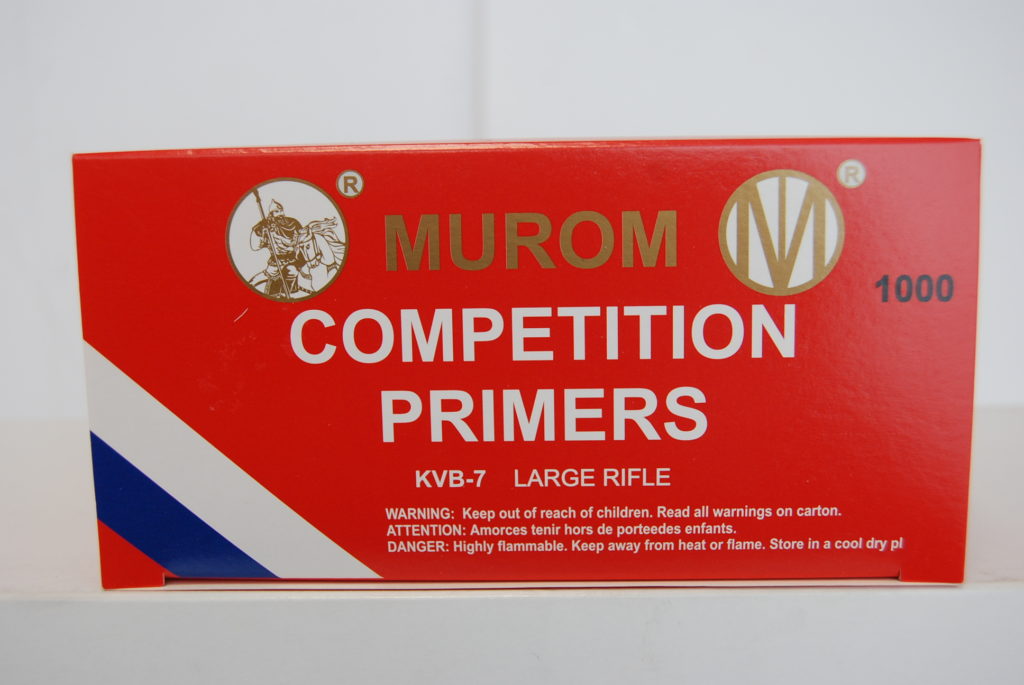 ®
MUROM
®
1000
COMPETITION
PRIMERS
KVB-7 LARGE RIFLE
WARNING: Keep out of reach of children. Read all warnings on carton.
ATTENTION: Amorces tenir hors de porteedes enfants.
DANGER: Highly flammable. Keep away from heat or flame. Store in a cool dry pl